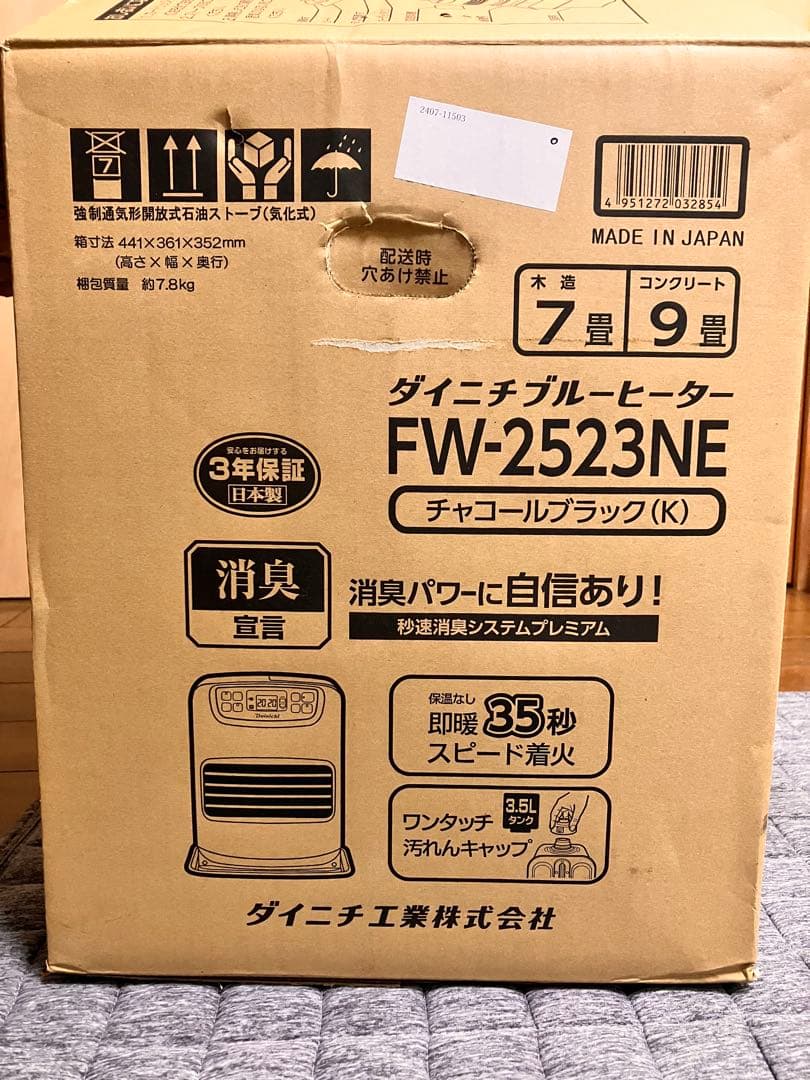 2407-11503
7
4 951272 032854
MADE IN JAPAN
強制通気形開放式石油ストーブ(気化式)
箱寸法 441×361×352mm
(高さ×幅×奥行)
梱包質量 約7.8kg
配送時
穴あけ禁止
木造
7畳
コンクリート
9畳
ダイニチブルーヒーター
FW-2523NE
チャコールブラック(K)
安心をお届けする
3年保証
日本製
消臭
宣言
消臭パワーに自信あり!
秒速消臭システムプレミアム
20:20
Dainichi
保温なし
即暖35秒
スピード着火
ワンタッチ
汚れんキャップ
3.5L
タンク
ダイニチ工業株式会社